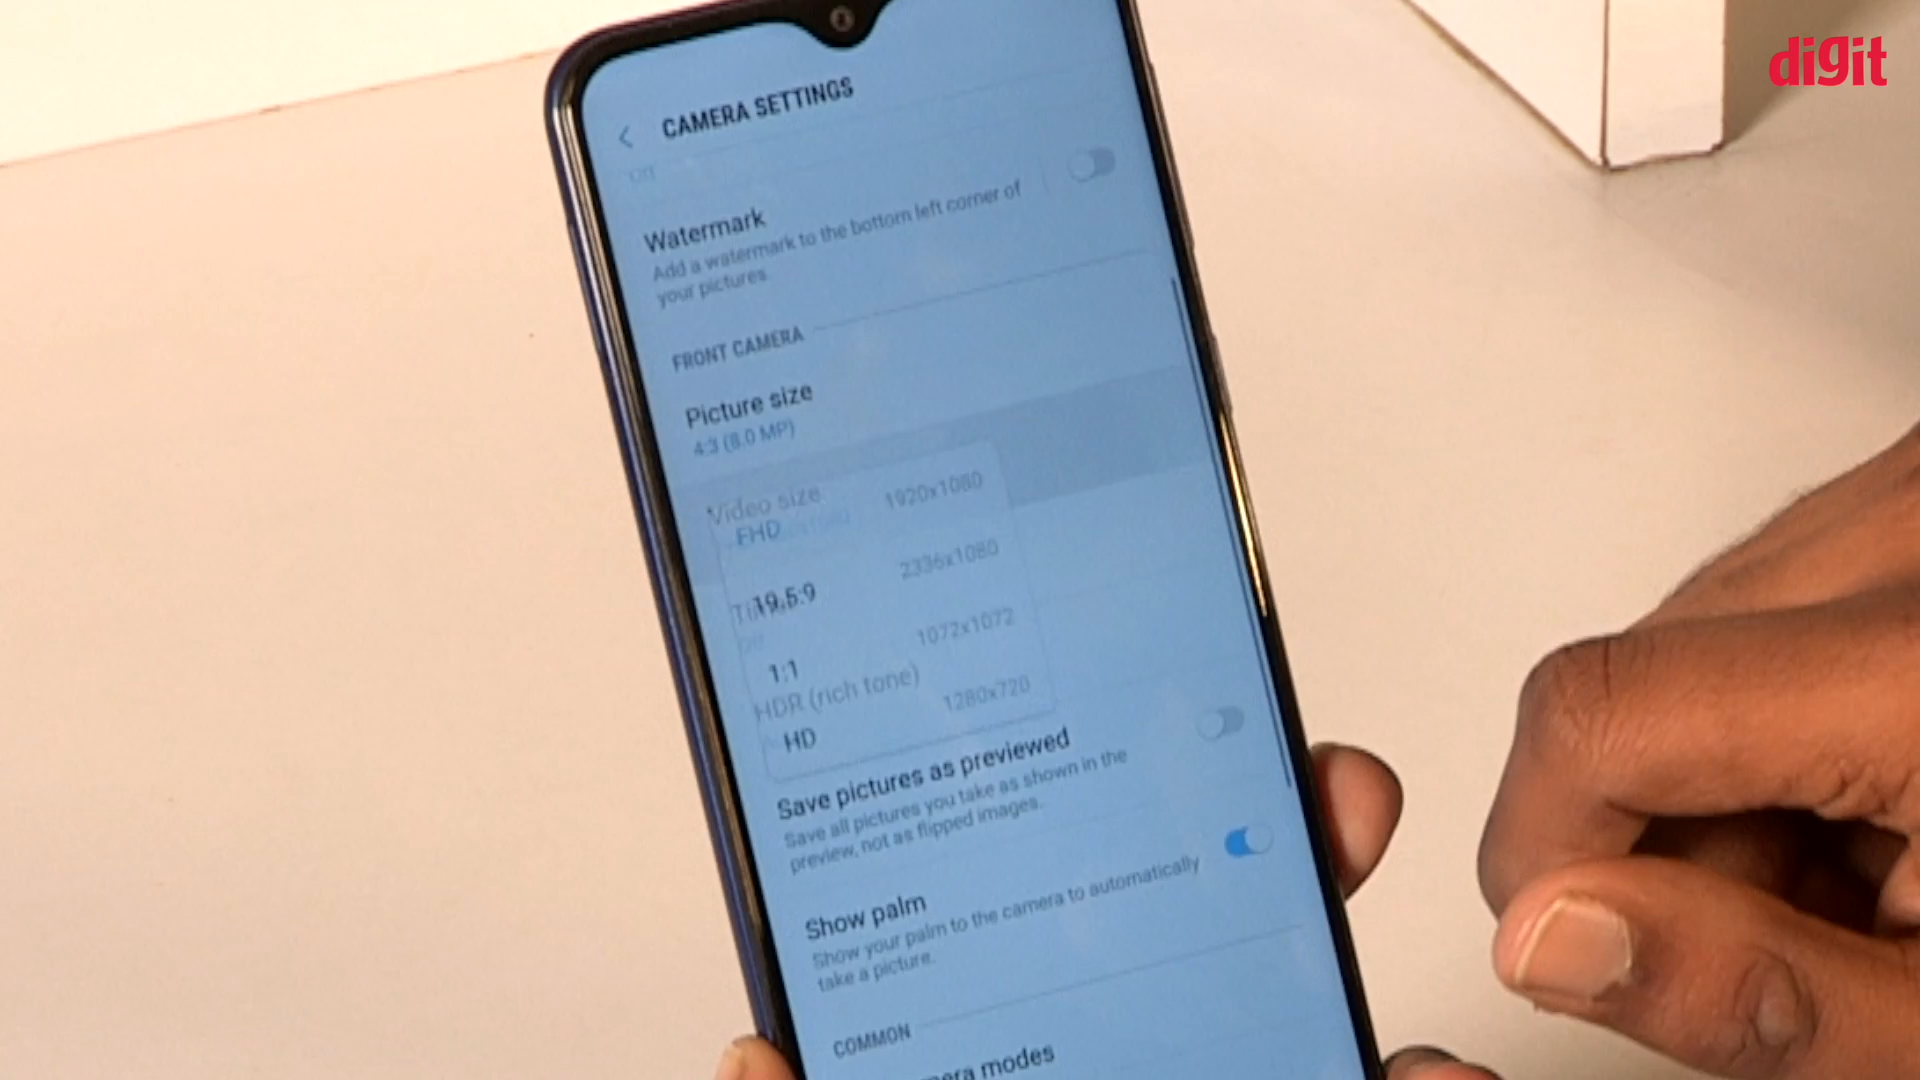 digit
CAMERA SETTINGS
Off
Watermark
Add a watermark to the bottom left corner of
your pictures.
FRONT CAMERA
Picture size
4:3 (8.0 MP)
Video size
FHD 1920x1080
19.5:9 2336x1080
1:1 1072x1072
HDR (rich tone)
HD 1280x720
Save pictures as previewed
Save all pictures you take as shown in the
preview, not as flipped images.
Show palm
Show your palm to the camera to automatically
take a picture.
COMMON
modes